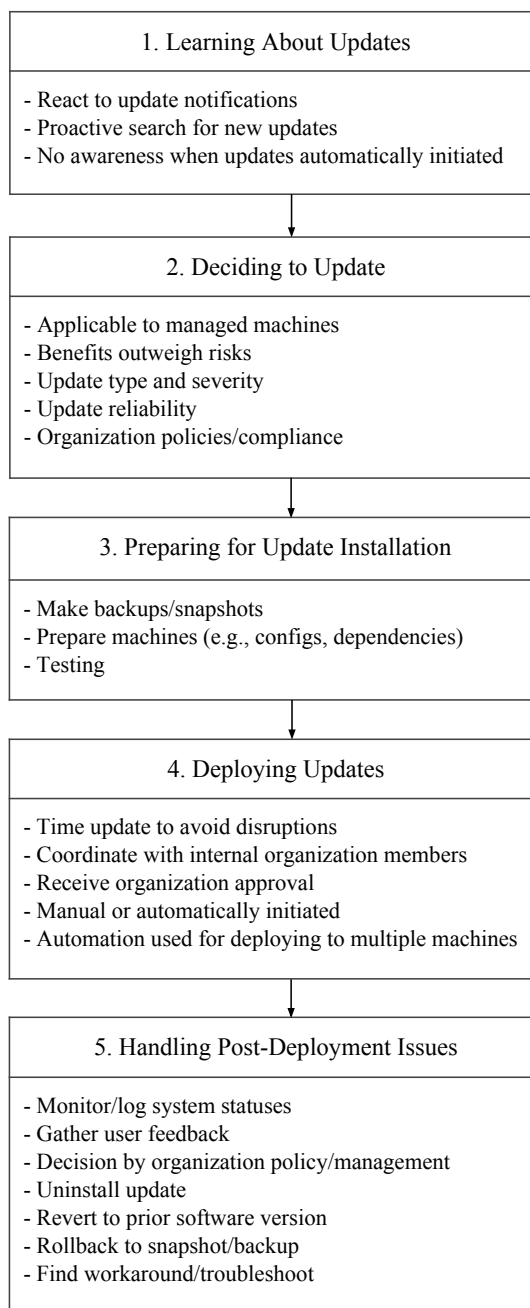 1. Learning About Updates
- React to update notifications
- Proactive search for new updates
- No awareness when updates automatically initiated
2. Deciding to Update
- Applicable to managed machines
- Benefits outweigh risks
- Update type and severity
- Update reliability
- Organization policies/compliance
3. Preparing for Update Installation
- Make backups/snapshots
- Prepare machines (e.g., configs, dependencies)
- Testing
4. Deploying Updates
- Time update to avoid disruptions
- Coordinate with internal organization members
- Receive organization approval
- Manual or automatically initiated
- Automation used for deploying to multiple machines
5. Handling Post-Deployment Issues
- Monitor/log system statuses
- Gather user feedback
- Decision by organization policy/management
- Uninstall update
- Revert to prior software version
- Rollback to snapshot/backup
- Find workaround/troubleshoot